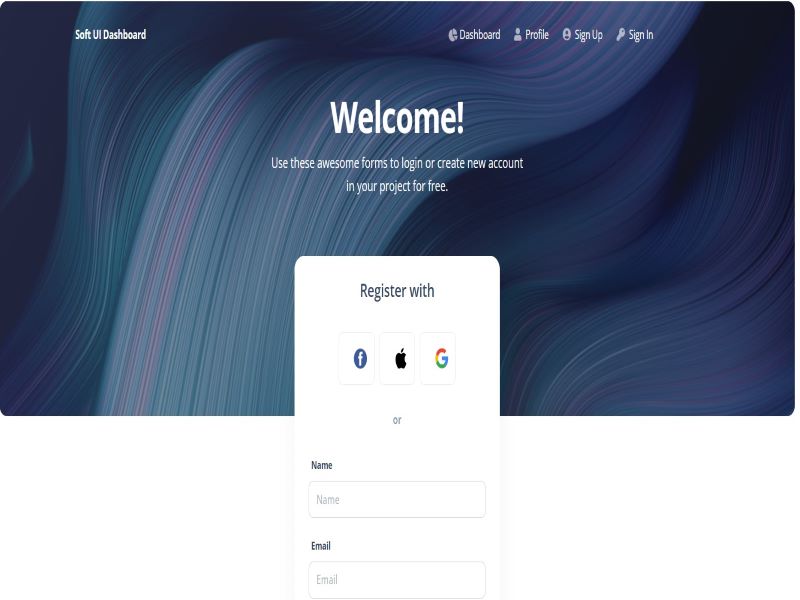 Soft UI Dashboard
Dashboard Profile Sign Up Sign In
Welcome!
Use these awesome forms to login or create new account
in your project for free.
Register with
or
Name
Name
Email
Email